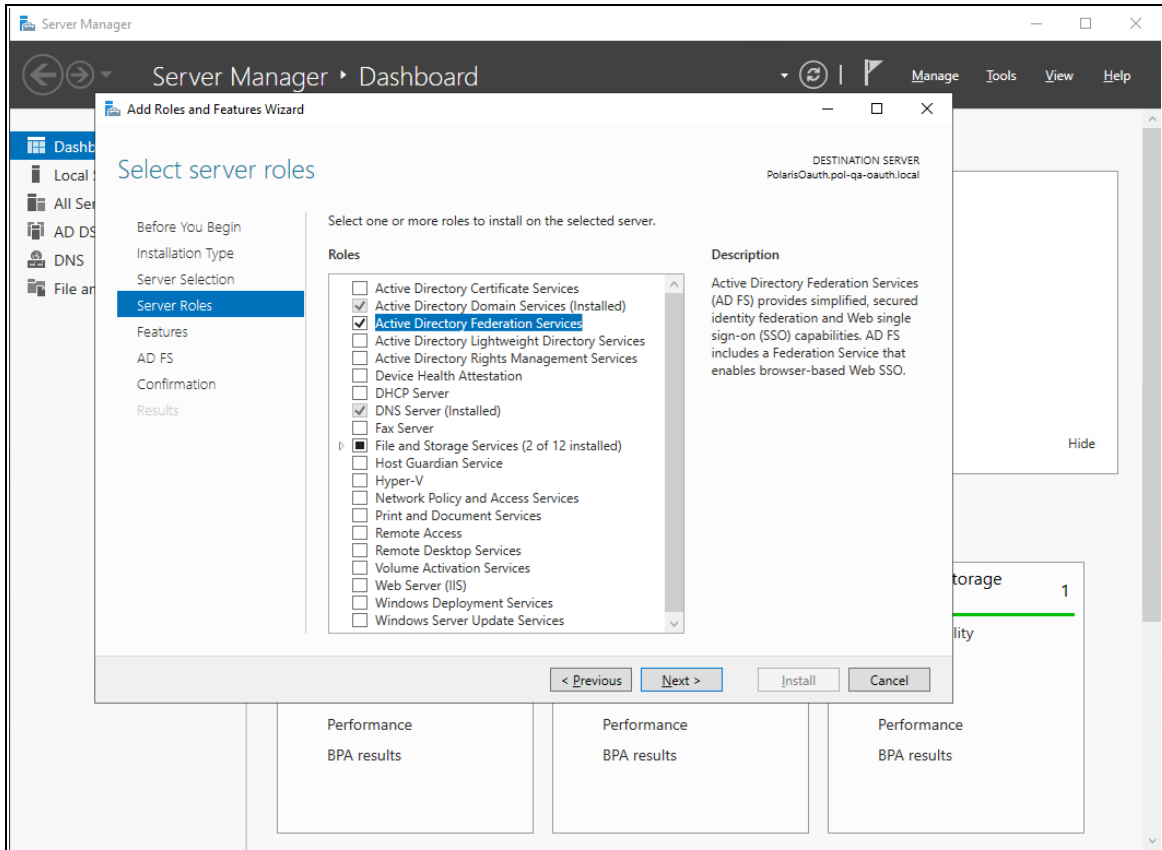 Server Manager
Server Manager • Dashboard
Manage Tools View Help
Add Roles and Features Wizard
Dashb
Local
All Ser
AD DS
DNS
File an
Select server roles
DESTINATION SERVER
PolarisOauth.pol-qa-oauth.local
Before You Begin
Installation Type
Server Selection
Server Roles
Features
AD FS
Confirmation
Results
Select one or more roles to install on the selected server.
Roles
Active Directory Certificate Services
Active Directory Domain Services (Installed)
Active Directory Federation Services
Active Directory Lightweight Directory Services
Active Directory Rights Management Services
Device Health Attestation
DHCP Server
DNS Server (Installed)
Fax Server
File and Storage Services (2 of 12 installed)
Host Guardian Service
Hyper-V
Network Policy and Access Services
Print and Document Services
Remote Access
Remote Desktop Services
Volume Activation Services
Web Server (IIS)
Windows Deployment Services
Windows Server Update Services
Description
Active Directory Federation Services
(AD FS) provides simplified, secured
identity federation and Web single
sign-on (SSO) capabilities. AD FS
includes a Federation Service that
enables browser-based Web SSO.
Hide
< Previous Next > Install Cancel
torage 1
lity
Performance
BPA results
Performance
BPA results
Performance
BPA results